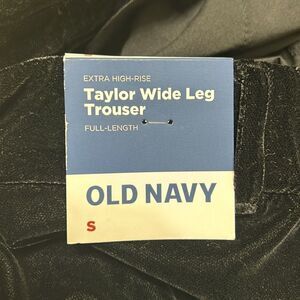 EXTRA HIGH-RISE
Taylor Wide Leg
Trouser
FULL-LENGTH
OLD NAVY
S